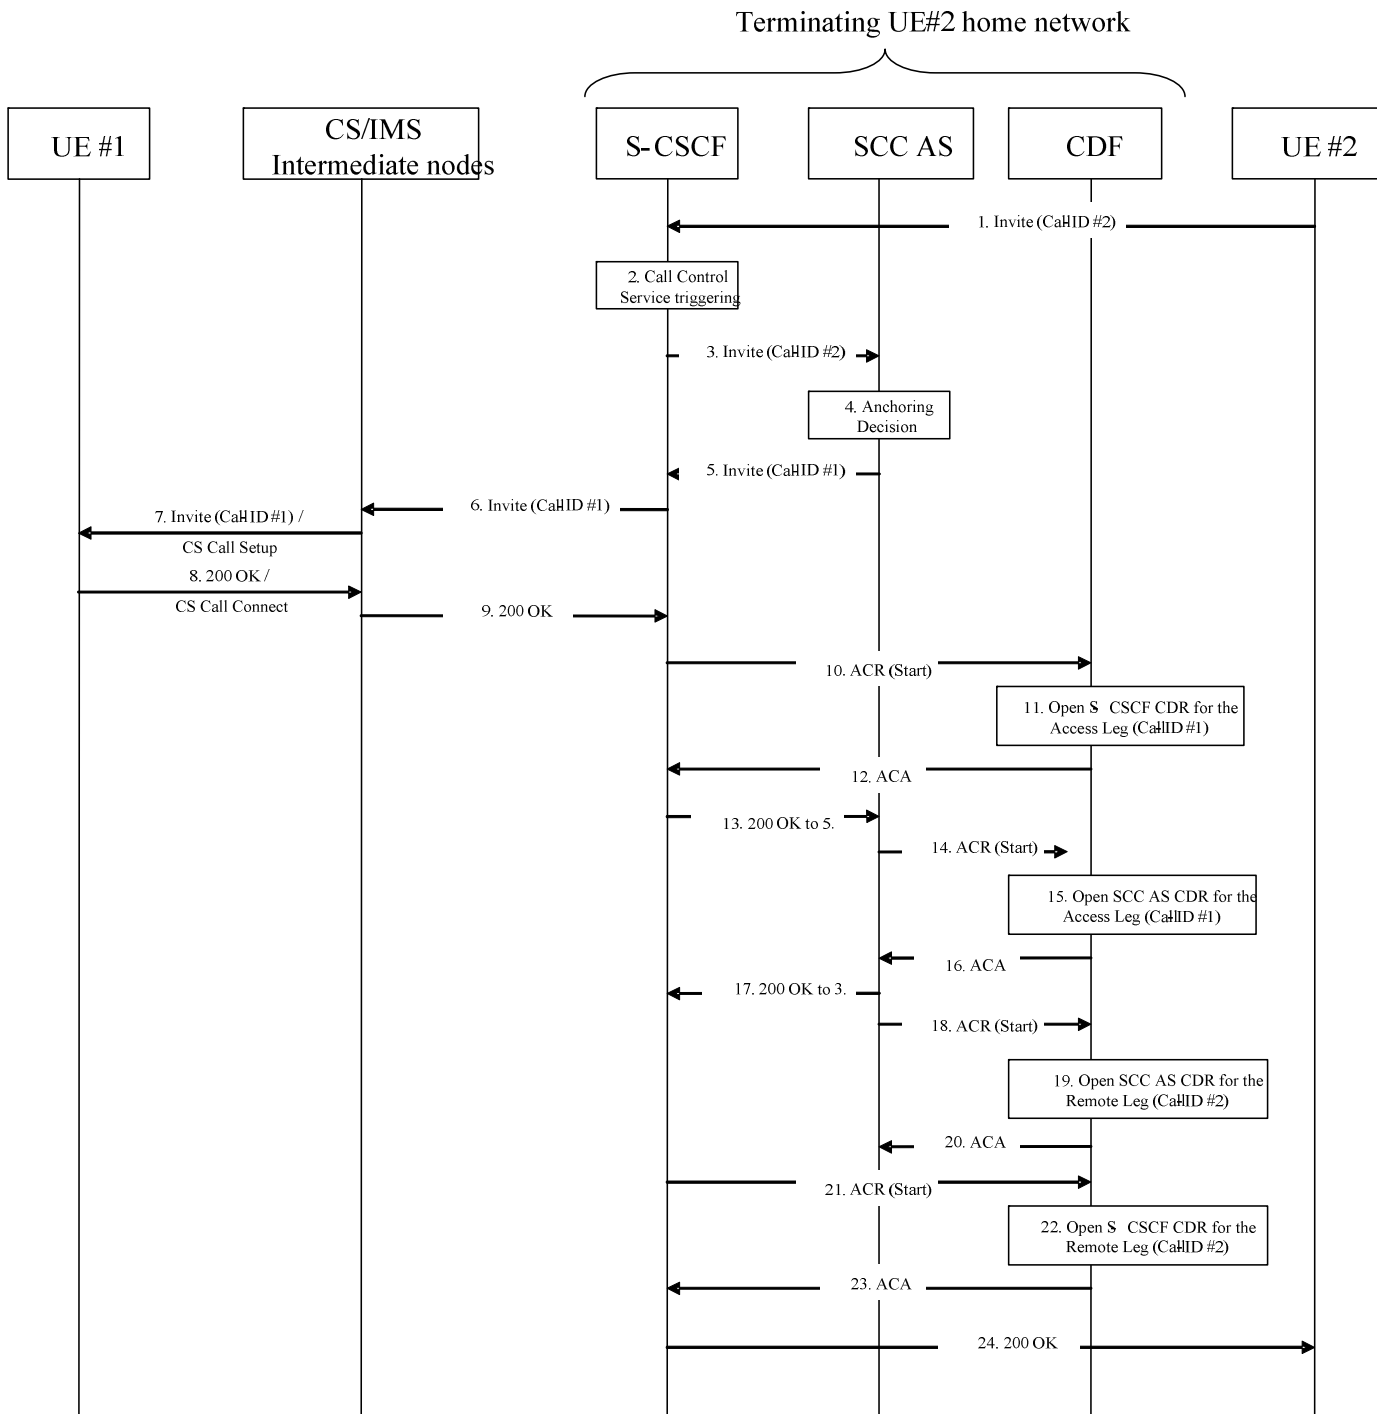 Terminating UE#2 home network
UE #1
CS/IMS
Intermediate nodes
S-CSCF
SCC AS
CDF
UE #2
1. Invite (Call-ID #2)
2. Call Control
Service triggering
3. Invite (Call-ID #2)
4. Anchoring
Decision
5. Invite (Call-ID #1)
6. Invite (Call-ID #1)
7. Invite (Call-ID #1) /
CS Call Setup
8. 200 OK /
CS Call Connect
9. 200 OK
10. ACR (Start)
11. Open S- CSCF CDR for the
Access Leg (Call-ID #1)
12. ACA
13. 200 OK to 5.
14. ACR (Start)
15. Open SCC AS CDR for the
Access Leg (Call-ID #1)
16. ACA
17. 200 OK to 3.
18. ACR (Start)
19. Open SCC AS CDR for the
Remote Leg (Call-ID #2)
20. ACA
21. ACR (Start)
22. Open S- CSCF CDR for the
Remote Leg (Call-ID #2)
23. ACA
24. 200 OK